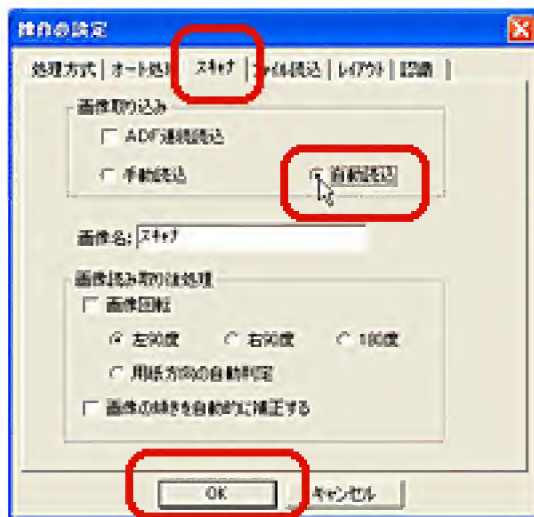 操作の設定
処理方式 オート処理 スキャナ ファイル読込 レイアウト 認識
画像取り込み
ADF連続読込
手動読込 自動読込
画像名: スキャナ
画像読み取り後処理
画像回転
左90度 右90度 180度
用紙方向の自動判定
画像の傾きを自動的に補正する
OK キャンセル